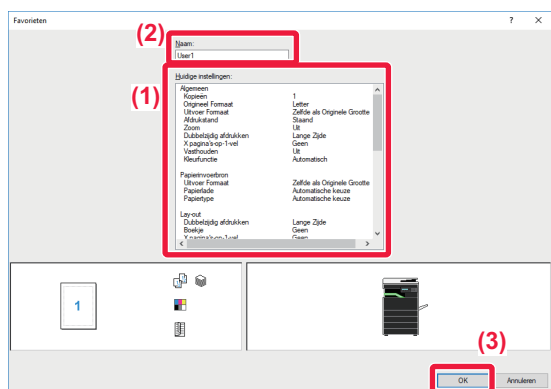 Favorieten ? X
(2)
Naam:
User1
(1)
Huidige instellingen:
Algemeen
Kopieën 1
Origineel Formaat Letter
Uitvoer Formaat Zelfde als Originele Grootte
Afdrukstand Staand
Zoom Uit
Dubbelzijdig afdrukken Lange Zijde
X pagina's-op-1-vel Geen
Vasthouden Uit
Kleurfunctie Automatisch
Papierinvoerbron
Uitvoer Formaat Zelfde als Originele Grootte
Papierlade Automatische keuze
Papiertype Automatische keuze
Lay-out
Dubbelzijdig afdrukken Lange Zijde
Boekje Geen
X pagina's-op-1-vel Geen
1
(3)
OK Annuleren